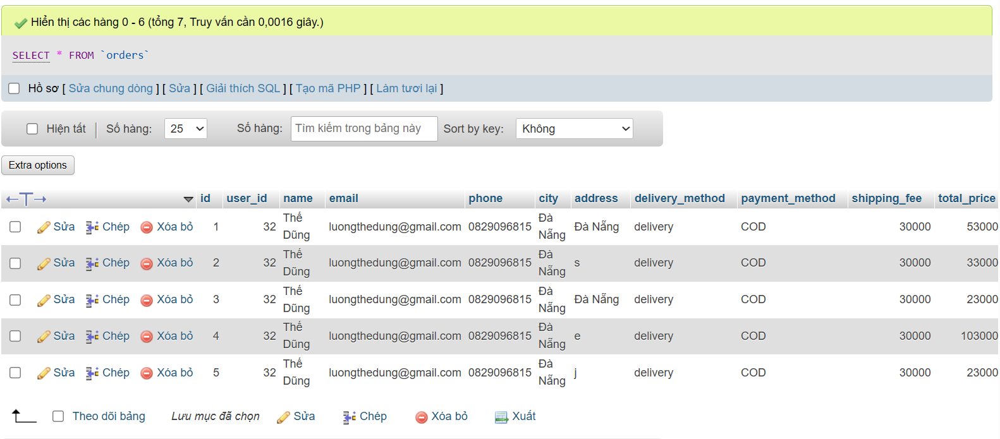 Hiển thị các hàng 0 - 6 (tổng 7, Truy vấn cần 0,0016 giây.)
SELECT * FROM `orders`
Hồ sơ [ Sửa chung dòng ] [ Sửa ] [ Giải thích SQL ] [ Tạo mã PHP ] [ Làm tươi lại ]
Hiện tất | Số hàng: 25 Số hàng: Tìm kiếm trong bảng này Sort by key: Không
Extra options
id user_id name email phone city address delivery_method payment_method shipping_fee total_price
Sửa Chép Xóa bỏ 1 32 Thế Dũng luongthedung@gmail.com 0829096815 Đà Nẵng Đà Nẵng delivery COD 30000 53000
Sửa Chép Xóa bỏ 2 32 Thế Dũng luongthedung@gmail.com 0829096815 Đà Nẵng s delivery COD 30000 33000
Sửa Chép Xóa bỏ 3 32 Thế Dũng luongthedung@gmail.com 0829096815 Đà Nẵng Đà Nẵng delivery COD 30000 23000
Sửa Chép Xóa bỏ 4 32 Thế Dũng luongthedung@gmail.com 0829096815 Đà Nẵng e delivery COD 30000 103000
Sửa Chép Xóa bỏ 5 32 Thế Dũng luongthedung@gmail.com 0829096815 Đà Nẵng j delivery COD 30000 23000
Theo dõi bảng Lưu mục đã chọn Sửa Chép Xóa bỏ Xuất